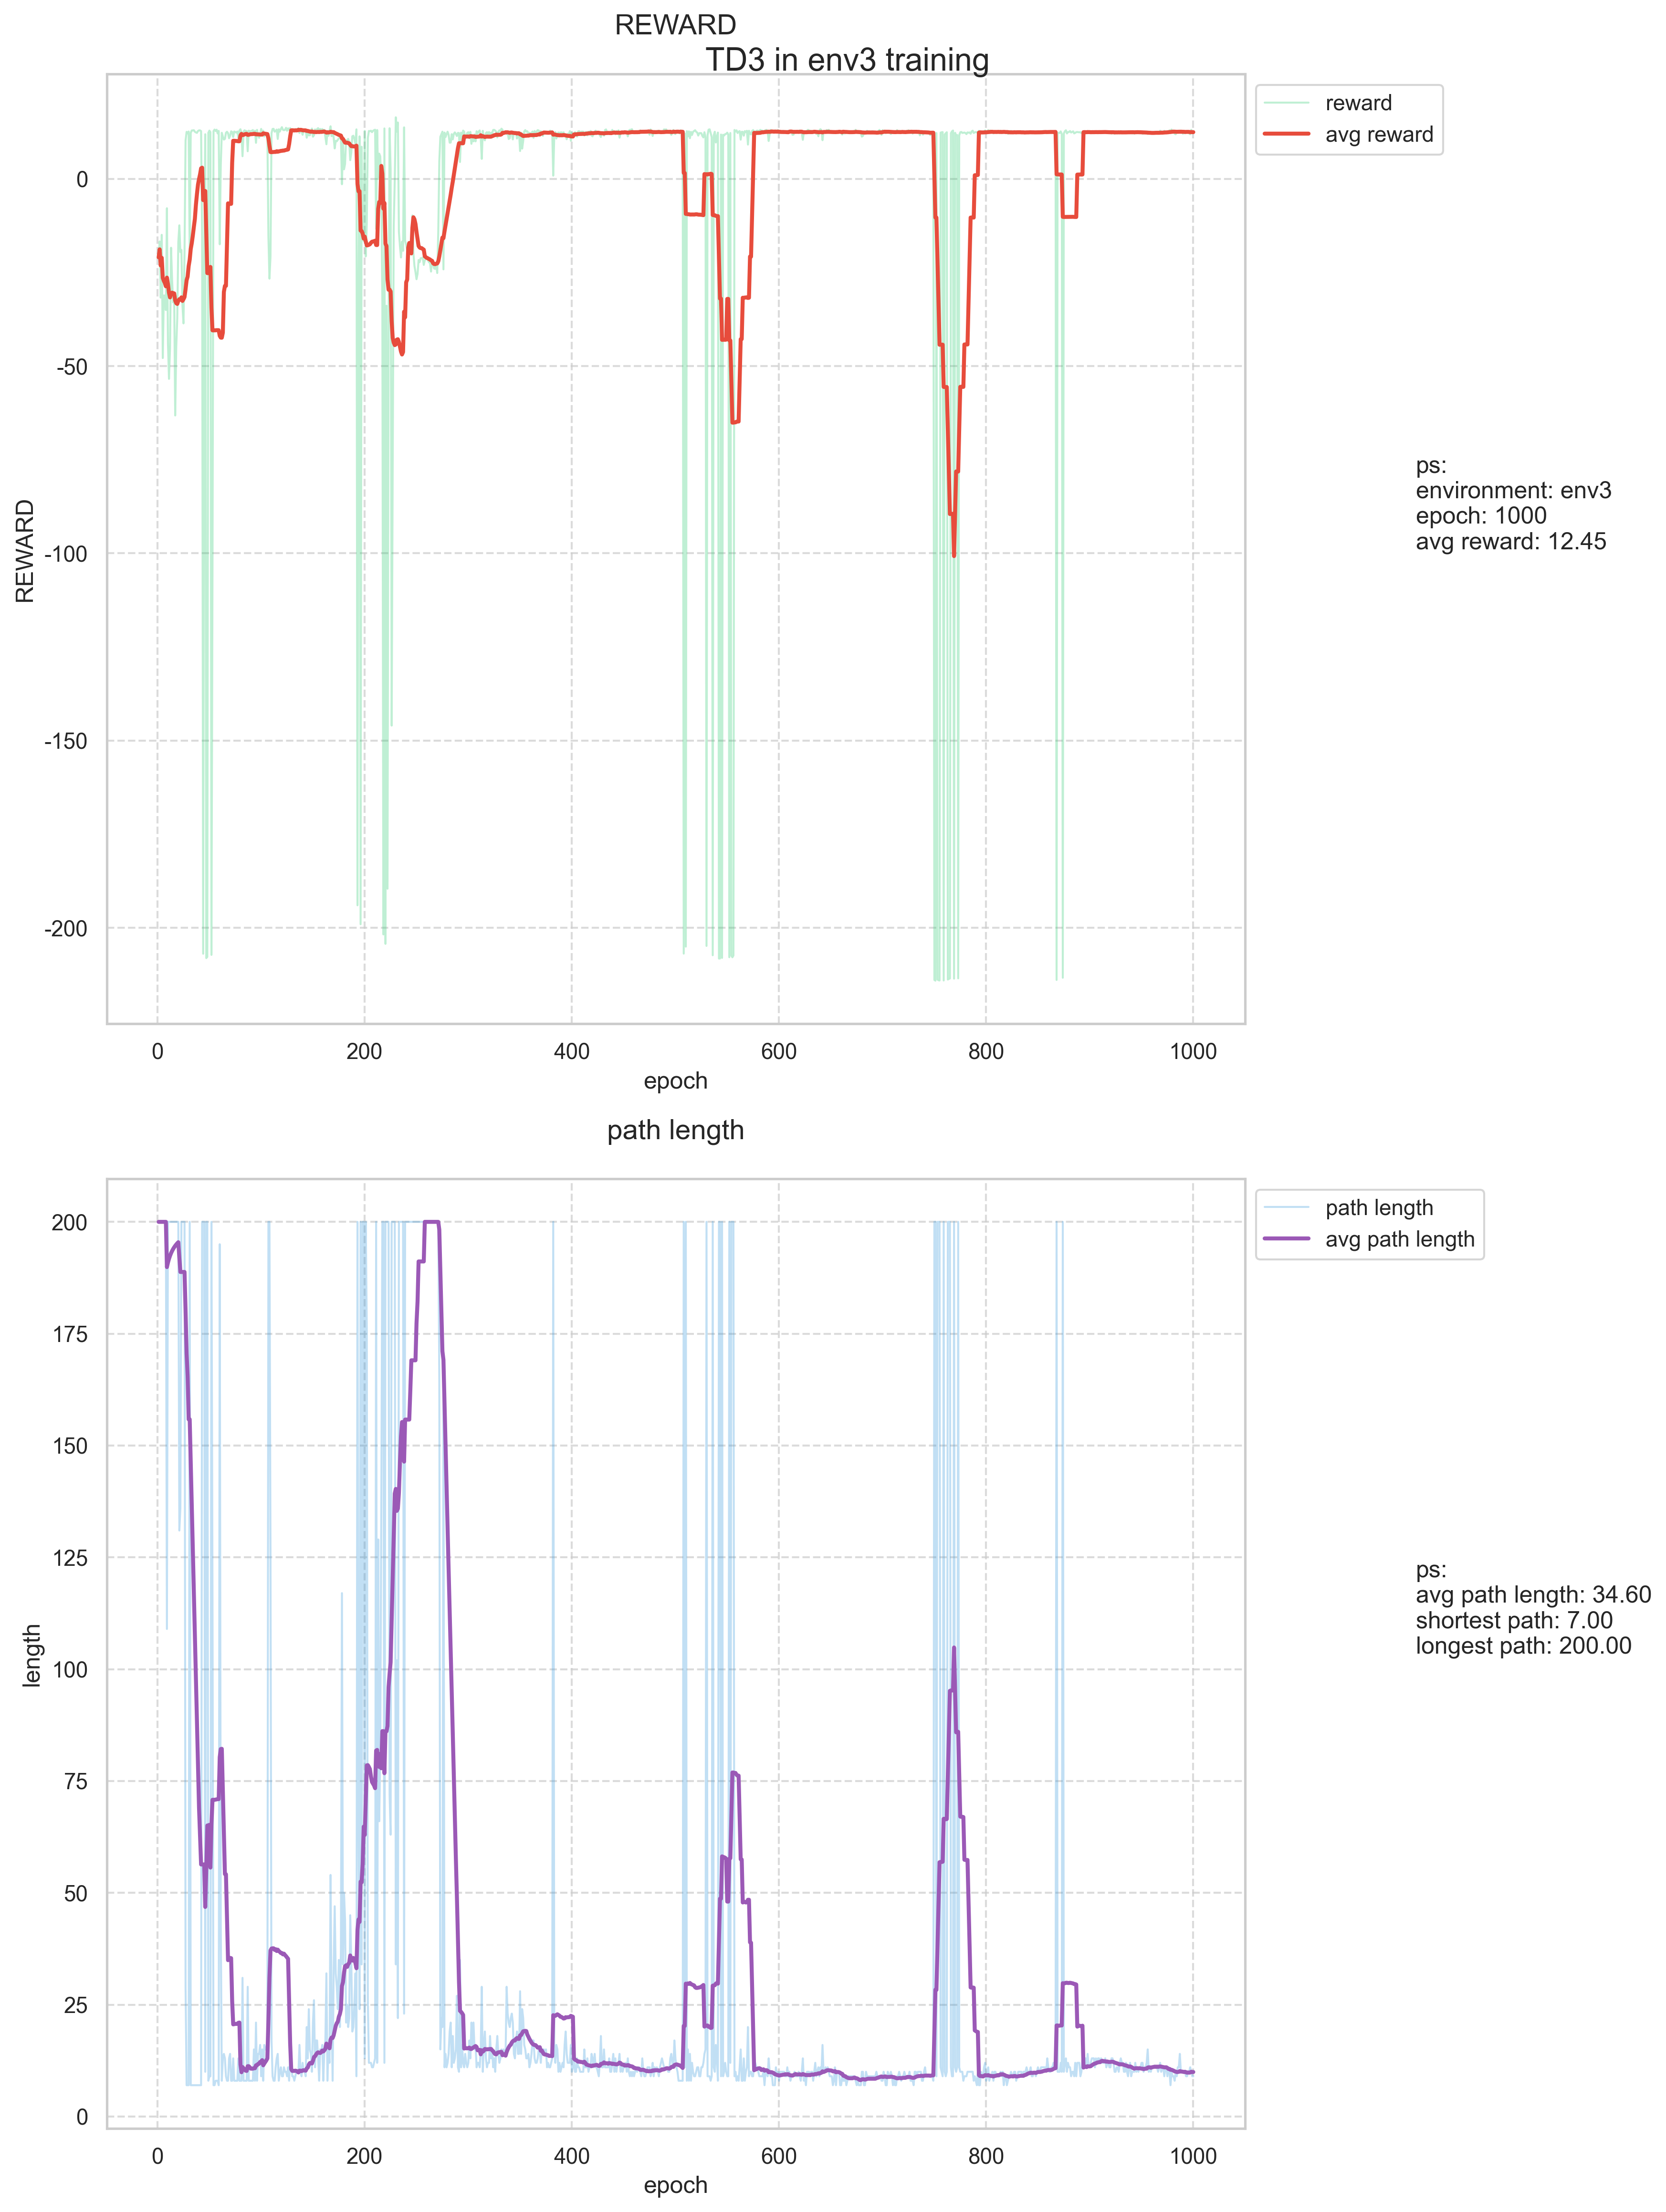 REWARD
TD3 in env3 training
reward
avg reward
0
-50
-100
-150
-200
REWARD
ps:
environment: env3
epoch: 1000
avg reward: 12.45
0 200 400 600 800 1000
epoch
path length
path length
avg path length
200
175
150
125
100
75
50
25
0
length
ps:
avg path length: 34.60
shortest path: 7.00
longest path: 200.00
0 200 400 600 800 1000
epoch